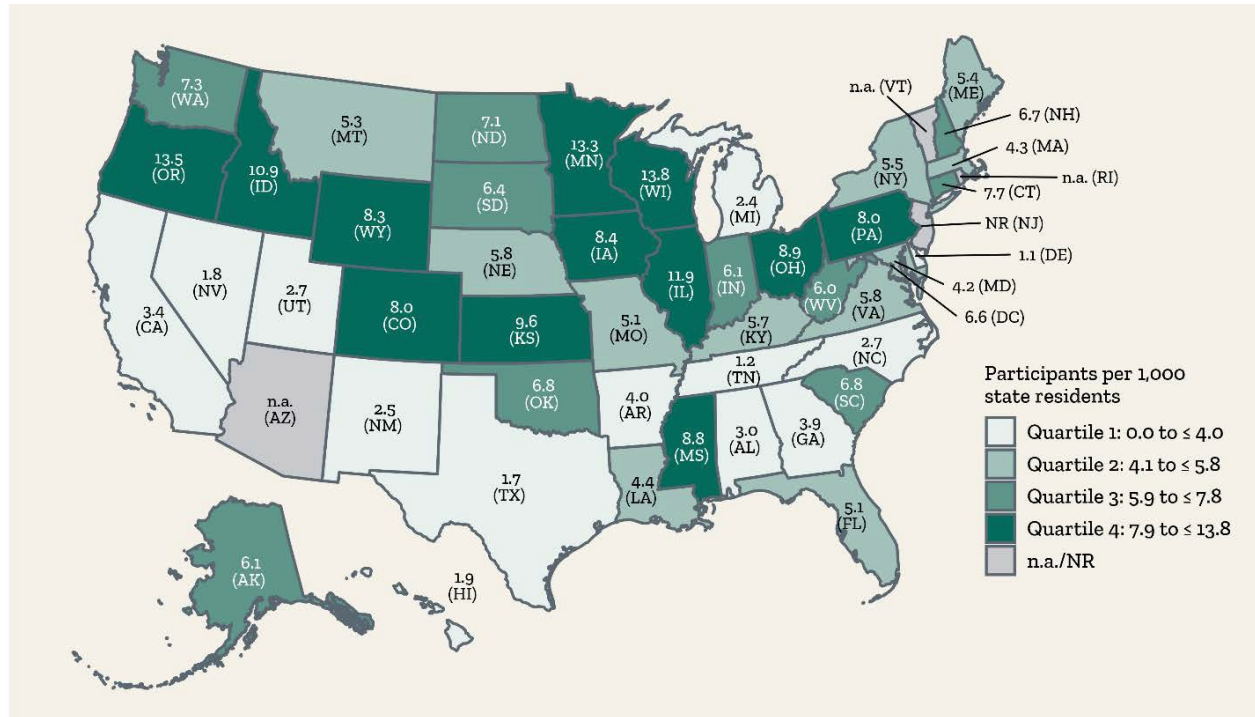 7.3
(WA)
5.3
(MT)
7.1
(ND)
13.3
(MN)
n.a. (VT)
5.4
(ME)
6.7 (NH)
4.3 (MA)
n.a. (RI)
7.7 (CT)
NR (NJ)
1.1 (DE)
4.2 (MD)
6.6 (DC)
13.5
(OR)
10.9
(ID)
8.3
(WY)
6.4
(SD)
13.8
(WI)
2.4
(MI)
5.5
(NY)
8.0
(PA)
5.8
(NE)
8.4
(IA)
11.9
(IL)
6.1
(IN)
8.9
(OH)
6.0
(WV)
5.8
(VA)
3.4
(CA)
1.8
(NV)
2.7
(UT)
8.0
(CO)
9.6
(KS)
5.1
(MO)
5.7
(KY)
2.7
(NC)
1.2
(TN)
n.a.
(AZ)
2.5
(NM)
6.8
(OK)
4.0
(AR)
8.8
(MS)
3.0
(AL)
3.9
(GA)
6.8
(SC)
1.7
(TX)
4.4
(LA)
5.1
(FL)
6.1
(AK)
1.9
(HI)
Participants per 1,000
state residents
Quartile 1: 0.0 to ≤ 4.0
Quartile 2: 4.1 to ≤ 5.8
Quartile 3: 5.9 to ≤ 7.8
Quartile 4: 7.9 to ≤ 13.8
n.a./NR